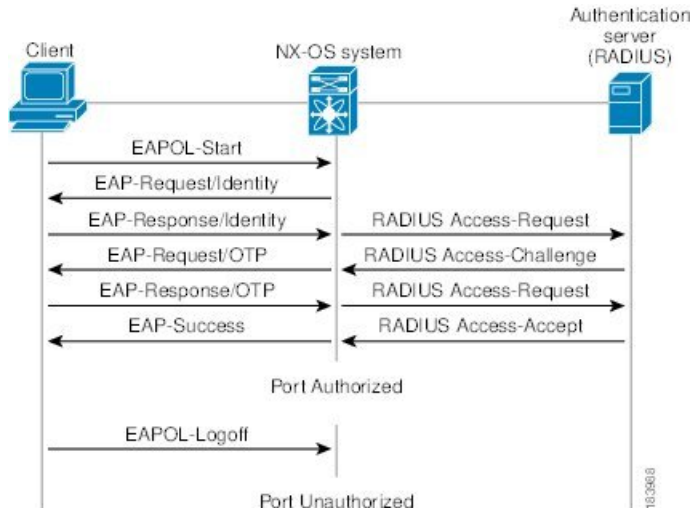 Authentication
server
(RADIUS)
Client
NX-OS system
EAPOL-Start
EAP-Request/Identity
EAP-Response/Identity
RADIUS Access-Request
EAP-Request/OTP
RADIUS Access-Challenge
EAP-Response/OTP
RADIUS Access-Request
EAP-Success
RADIUS Access-Accept
Port Authorized
EAPOL-Logoff
Port Unauthorized
183988